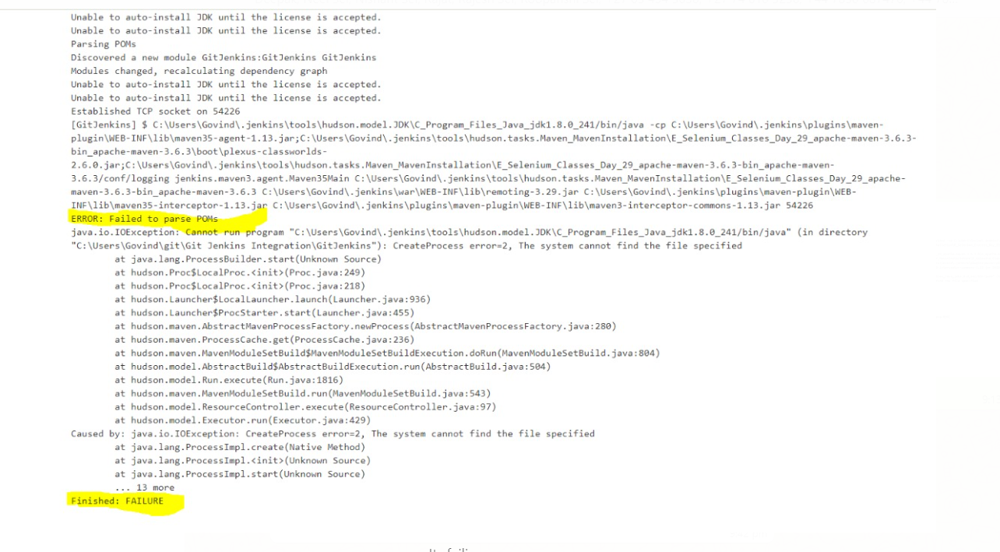 Unable to auto-install JDK until the license is accepted.
Unable to auto-install JDK until the license is accepted.
Parsing POMs
Discovered a new module GitJenkins:GitJenkins GitJenkins
Modules changed, recalculating dependency graph
Unable to auto-install JDK until the license is accepted.
Unable to auto-install JDK until the license is accepted.
Established TCP socket on 54226
[GitJenkins] $ C:\Users\Govind\.jenkins\tools\hudson.model.JDK\C_Program_Files_Java_jdk1.8.0_241/bin/java -cp C:\Users\Govind\.jenkins\plugins\maven-
plugin\WEB-INF\lib\maven35-agent-1.13.jar;C:\Users\Govind\.jenkins\tools\hudson.tasks.Maven_MavenInstallation\E_Selenium_Classes_Day_29_apache-maven-3.6.3-
bin_apache-maven-3.6.3\boot\plexus-classworlds-
2.6.0.jar;C:\Users\Govind\.jenkins\tools\hudson.tasks.Maven_MavenInstallation\E_Selenium_Classes_Day_29_apache-maven-3.6.3-bin_apache-maven-
3.6.3/conf/logging jenkins.maven3.agent.Maven35Main C:\Users\Govind\.jenkins\tools\hudson.tasks.Maven_MavenInstallation\E_Selenium_Classes_Day_29_apache-
maven-3.6.3-bin_apache-maven-3.6.3 C:\Users\Govind\.jenkins\war\WEB-INF\lib\remoting-3.29.jar C:\Users\Govind\.jenkins\plugins\maven-plugin\WEB-
INF\lib\maven35-interceptor-1.13.jar C:\Users\Govind\.jenkins\plugins\maven-plugin\WEB-INF\lib\maven3-interceptor-commons-1.13.jar 54226
ERROR: Failed to parse POMs
java.io.IOException: Cannot run program "C:\Users\Govind\.jenkins\tools\hudson.model.JDK\C_Program_Files_Java_jdk1.8.0_241/bin/java" (in directory
"C:\Users\Govind\git\Git Jenkins Integration\GitJenkins"): CreateProcess error=2, The system cannot find the file specified
at java.lang.ProcessBuilder.start(Unknown Source)
at hudson.Proc$LocalProc.<init>(Proc.java:249)
at hudson.Proc$LocalProc.<init>(Proc.java:218)
at hudson.Launcher$LocalLauncher.launch(Launcher.java:936)
at hudson.Launcher$ProcStarter.start(Launcher.java:455)
at hudson.maven.AbstractMavenProcessFactory.newProcess(AbstractMavenProcessFactory.java:280)
at hudson.maven.ProcessCache.get(ProcessCache.java:236)
at hudson.maven.MavenModuleSetBuild$MavenModuleSetBuildExecution.doRun(MavenModuleSetBuild.java:804)
at hudson.model.AbstractBuild$AbstractBuildExecution.run(AbstractBuild.java:504)
at hudson.model.Run.execute(Run.java:1816)
at hudson.maven.MavenModuleSetBuild.run(MavenModuleSetBuild.java:543)
at hudson.model.ResourceController.execute(ResourceController.java:97)
at hudson.model.Executor.run(Executor.java:429)
Caused by: java.io.IOException: CreateProcess error=2, The system cannot find the file specified
at java.lang.ProcessImpl.create(Native Method)
at java.lang.ProcessImpl.<init>(Unknown Source)
at java.lang.ProcessImpl.start(Unknown Source)
... 13 more
Finished: FAILURE